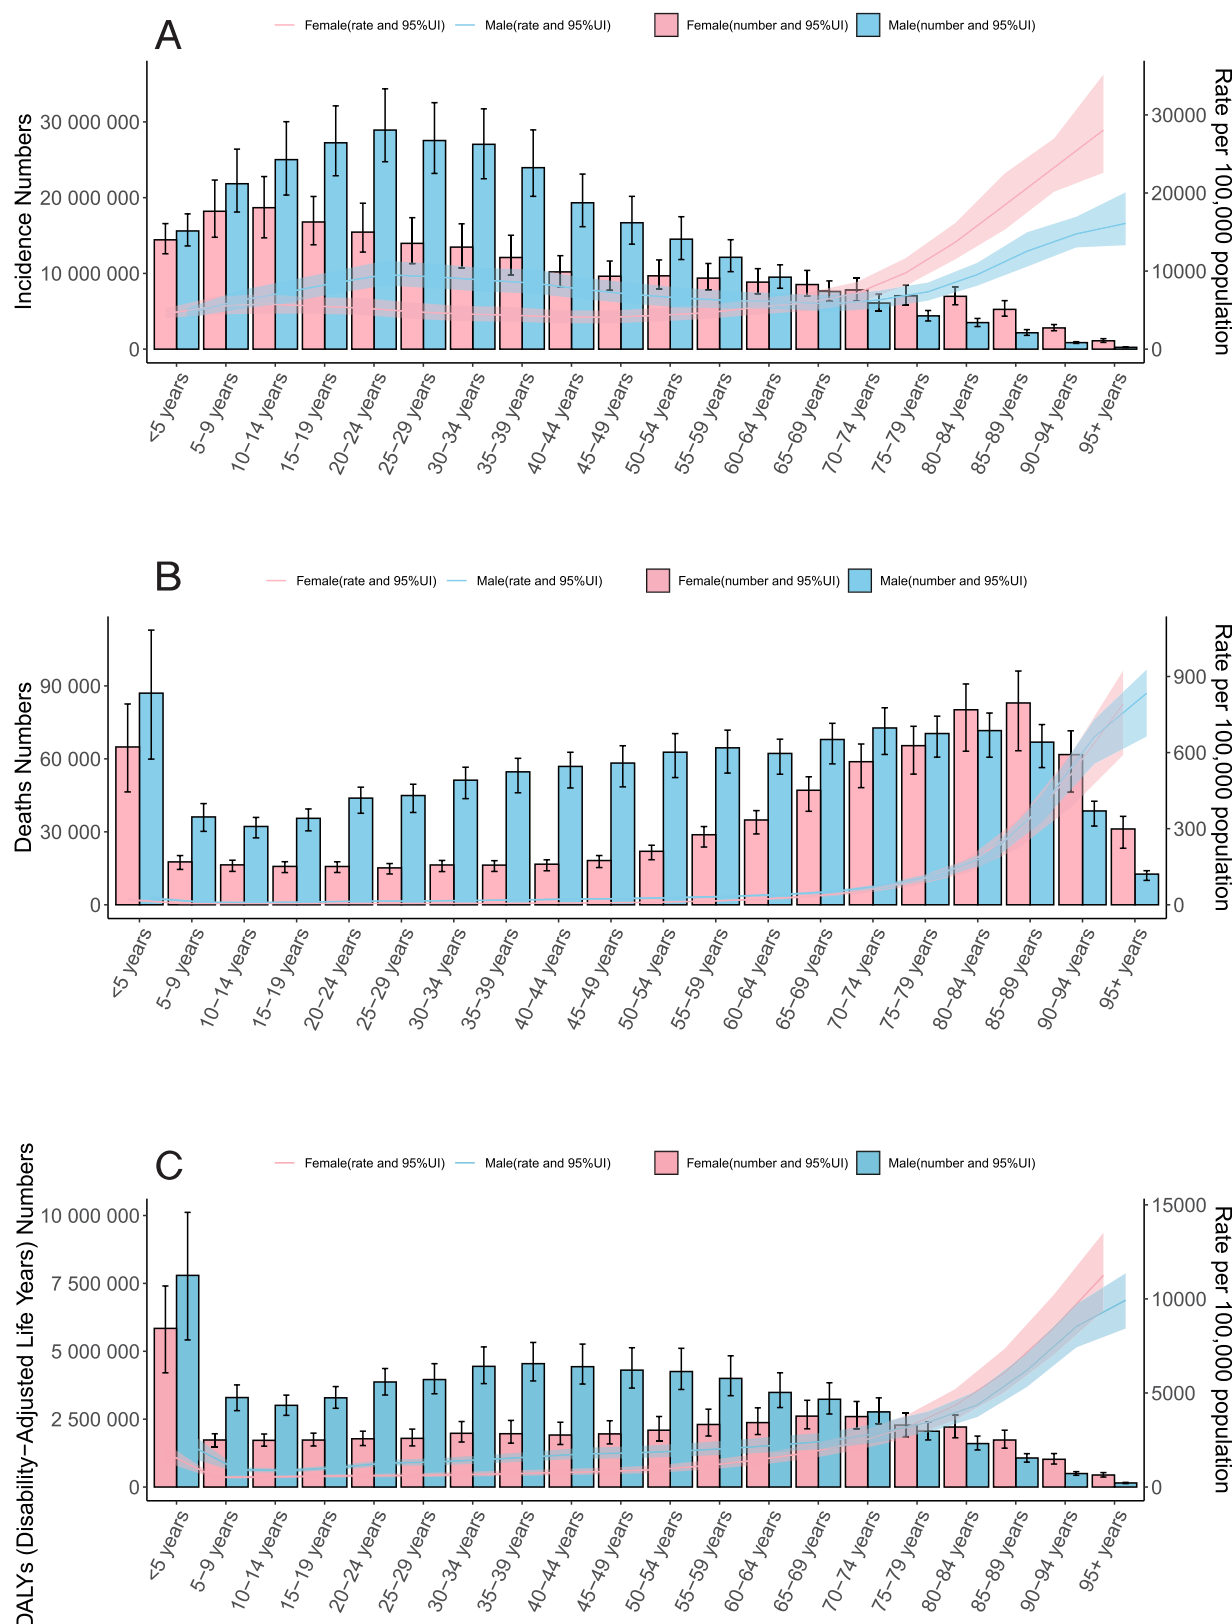 A
Female(rate and 95%UI) Male(rate and 95%UI) Female(number and 95%UI) Male(number and 95%UI)
Incidence Numbers
30 000 000
20 000 000
10 000 000
0
30000
20000
10000
0
Rate per 100,000 population
<5 years
5−9 years
10−14 years
15−19 years
20−24 years
25−29 years
30−34 years
35−39 years
40−44 years
45−49 years
50−54 years
55−59 years
60−64 years
65−69 years
70−74 years
75−79 years
80−84 years
85−89 years
90−94 years
95+ years
B
Female(rate and 95%UI) Male(rate and 95%UI) Female(number and 95%UI) Male(number and 95%UI)
Deaths Numbers
90 000
60 000
30 000
0
900
600
300
0
Rate per 100,000 population
<5 years
5−9 years
10−14 years
15−19 years
20−24 years
25−29 years
30−34 years
35−39 years
40−44 years
45−49 years
50−54 years
55−59 years
60−64 years
65−69 years
70−74 years
75−79 years
80−84 years
85−89 years
90−94 years
95+ years
C
Female(rate and 95%UI) Male(rate and 95%UI) Female(number and 95%UI) Male(number and 95%UI)
DALYs (Disability−Adjusted Life Years) Numbers
10 000 000
7 500 000
5 000 000
2 500 000
0
15000
10000
5000
0
Rate per 100,000 population
<5 years
5−9 years
10−14 years
15−19 years
20−24 years
25−29 years
30−34 years
35−39 years
40−44 years
45−49 years
50−54 years
55−59 years
60−64 years
65−69 years
70−74 years
75−79 years
80−84 years
85−89 years
90−94 years
95+ years